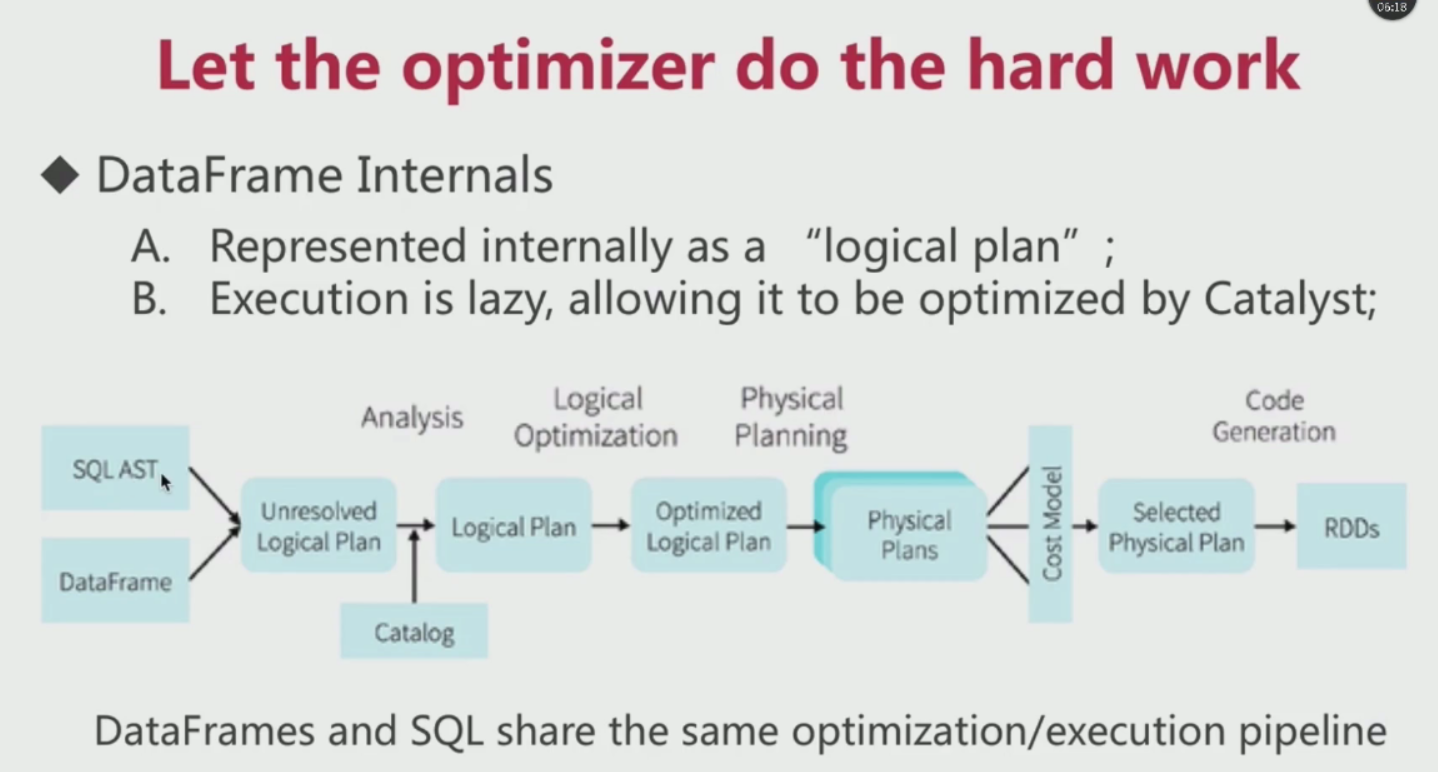 06:18
Let the optimizer do the hard work
◆ DataFrame Internals
A. Represented internally as a “logical plan” ;
B. Execution is lazy, allowing it to be optimized by Catalyst;
Analysis
Logical
Optimization
Physical
Planning
Code
Generation
SQL AST
DataFrame
Unresolved
Logical Plan
Catalog
Logical Plan
Optimized
Logical Plan
Physical
Plans
Cost Model
Selected
Physical Plan
RDDs
DataFrames and SQL share the same optimization/execution pipeline